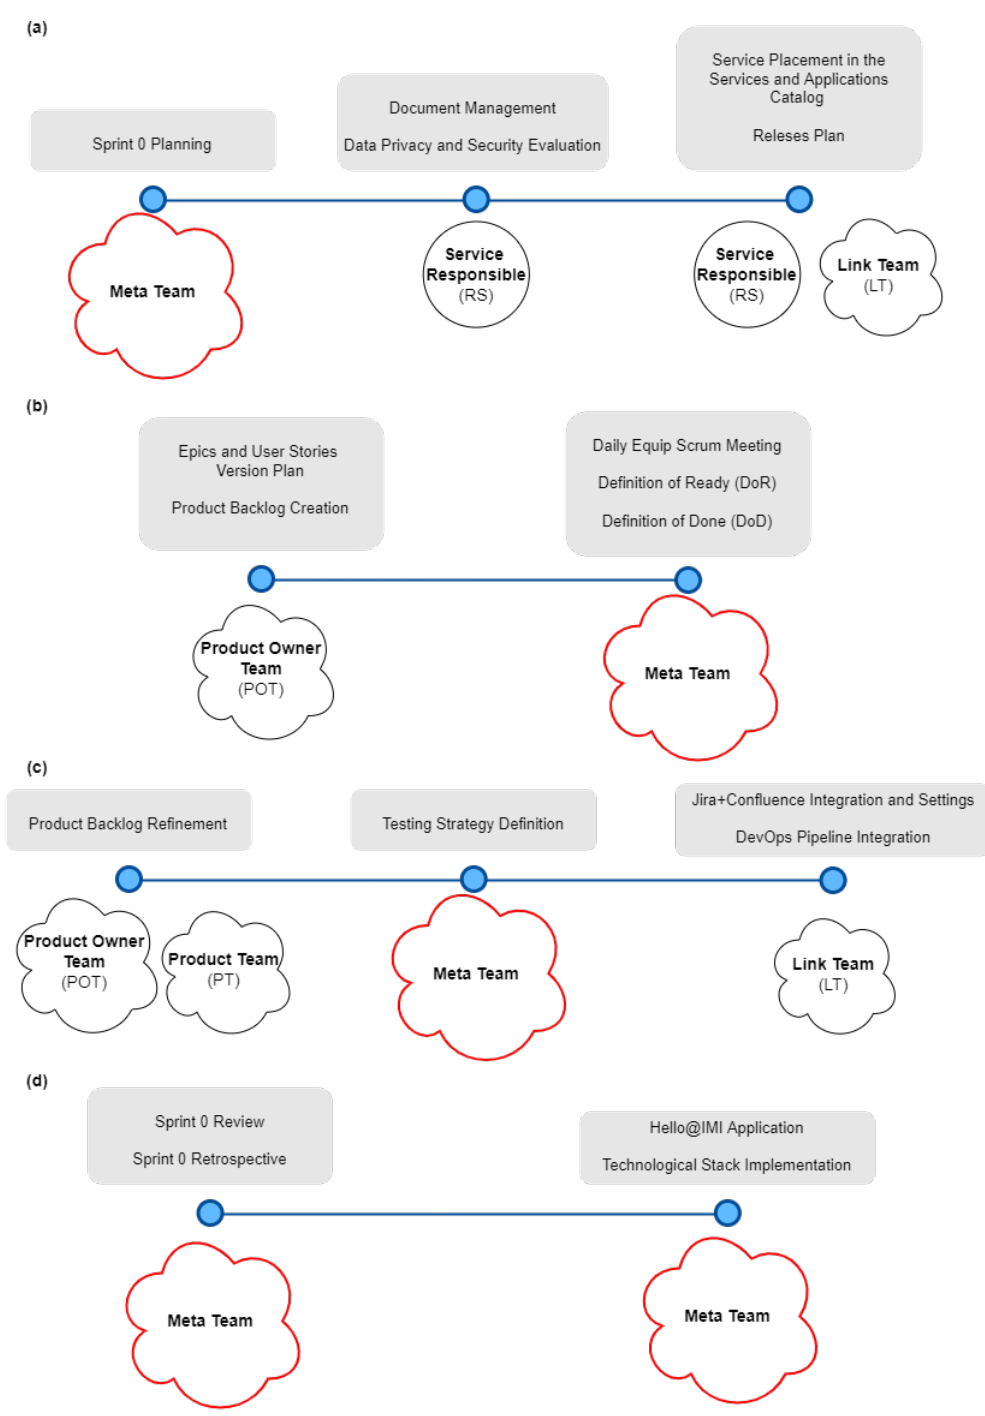 (a)
Sprint 0 Planning
Document Management
Data Privacy and Security Evaluation
Service Placement in the
Services and Applications
Catalog
Releses Plan
Meta Team
Service
Responsible
(RS)
Service
Responsible
(RS)
Link Team
(LT)
(b)
Epics and User Stories
Version Plan
Product Backlog Creation
Daily Equip Scrum Meeting
Definition of Ready (DoR)
Definition of Done (DoD)
Product Owner
Team
(POT)
Meta Team
(c)
Product Backlog Refinement
Testing Strategy Definition
Jira+Confluence Integration and Settings
DevOps Pipeline Integration
Product Owner
Team
(POT)
Product Team
(PT)
Meta Team
Link Team
(LT)
(d)
Sprint 0 Review
Sprint 0 Retrospective
Hello@IMI Application
Technological Stack Implementation
Meta Team
Meta Team